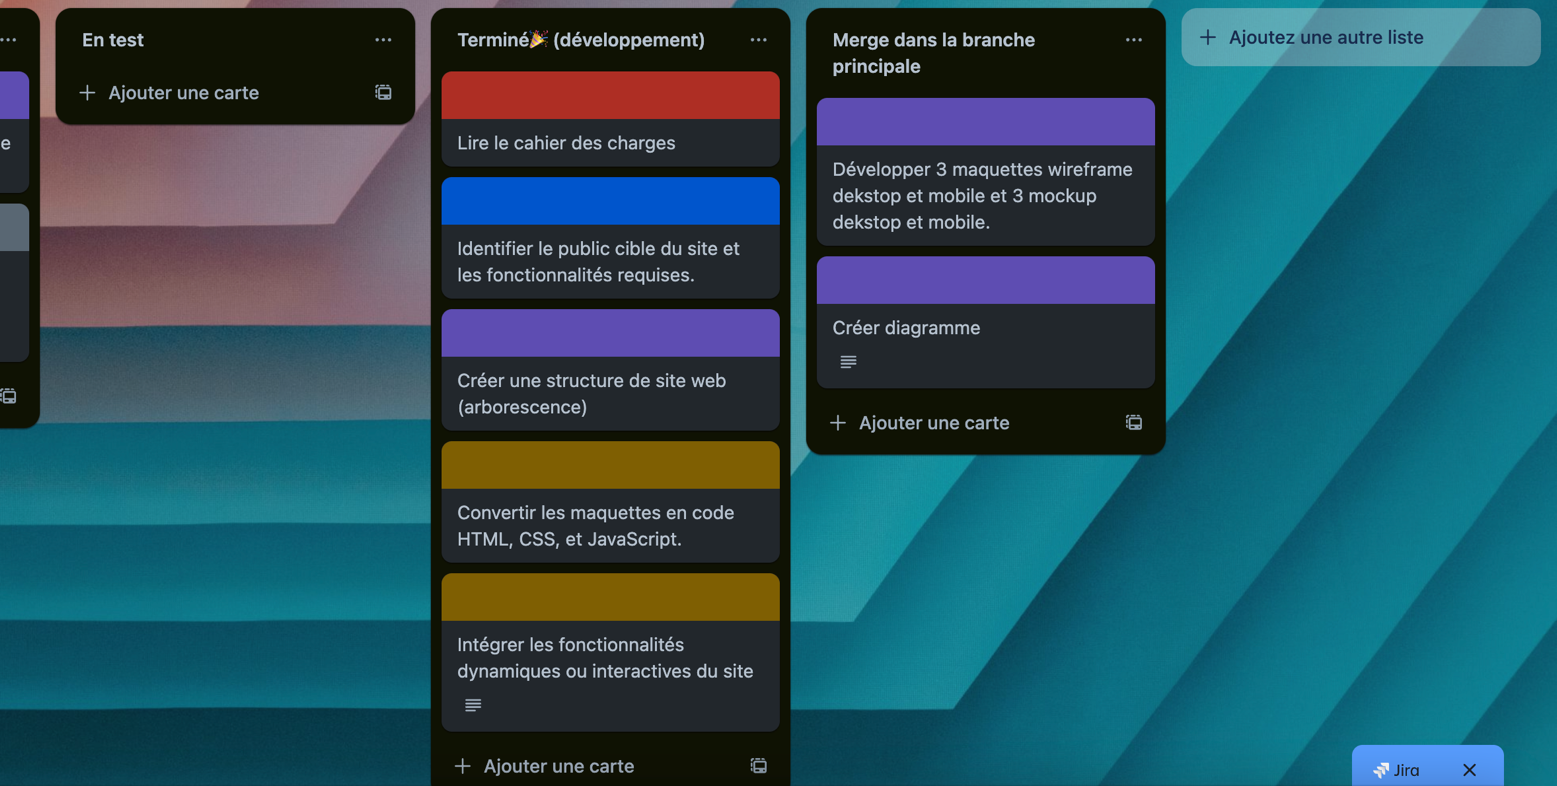 e
En test
Ajouter une carte
Terminé🎉 (développement)
Lire le cahier des charges
Identifier le public cible du site et
les fonctionnalités requises.
Créer une structure de site web
(arborescence)
Convertir les maquettes en code
HTML, CSS, et JavaScript.
Intégrer les fonctionnalités
dynamiques ou interactives du site
Ajouter une carte
Merge dans la branche
principale
Développer 3 maquettes wireframe
dekstop et mobile et 3 mockup
dekstop et mobile.
Créer diagramme
Ajouter une carte
Ajoutez une autre liste
Jira